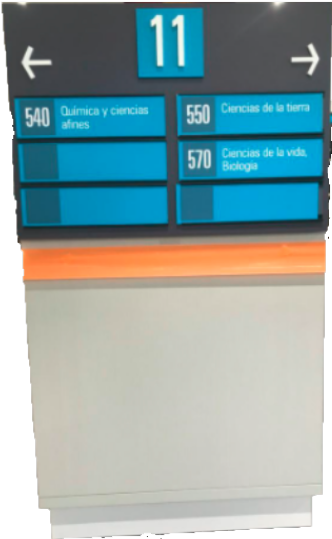 11
540 Química y ciencias
afines
550 Ciencias de la tierra
570 Ciencias de la vida,
Biología